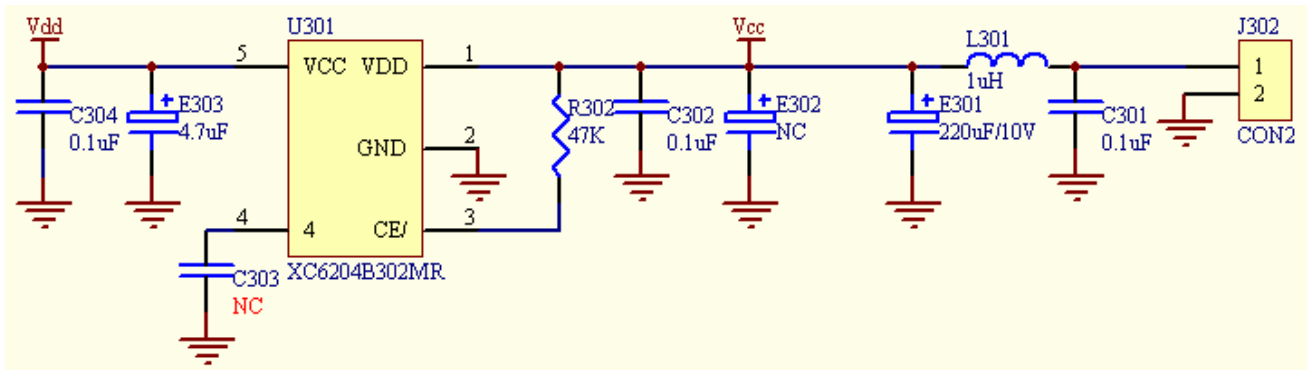 Vdd
U301
Vcc
J302
5
VCC VDD
1
L301
1uH
1
2
CON2
C304
0.1uF
E303
4.7uF
R302
47K
C302
0.1uF
E302
NC
E301
220uF/10V
C301
0.1uF
GND
2
4
4
CE/
3
C303
NC
XC6204B302MR